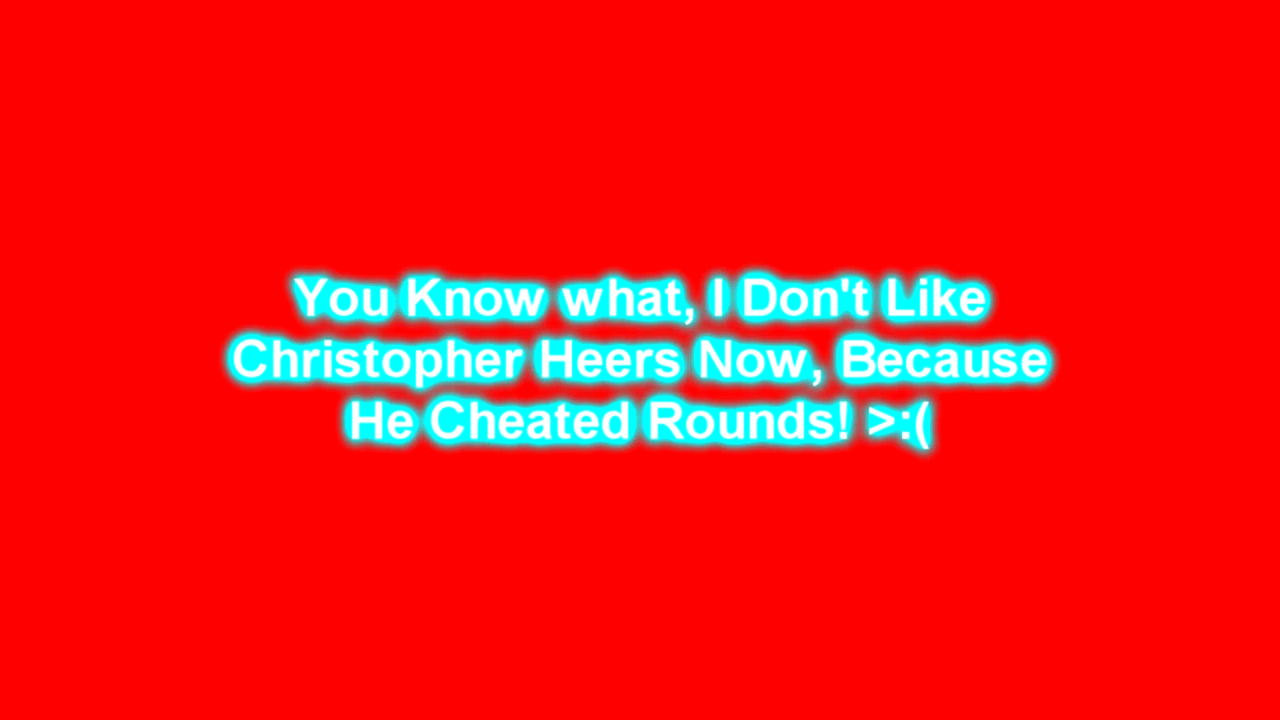 You Know what, I Don't Like
Christopher Heers Now, Because
He Cheated Rounds! >:(